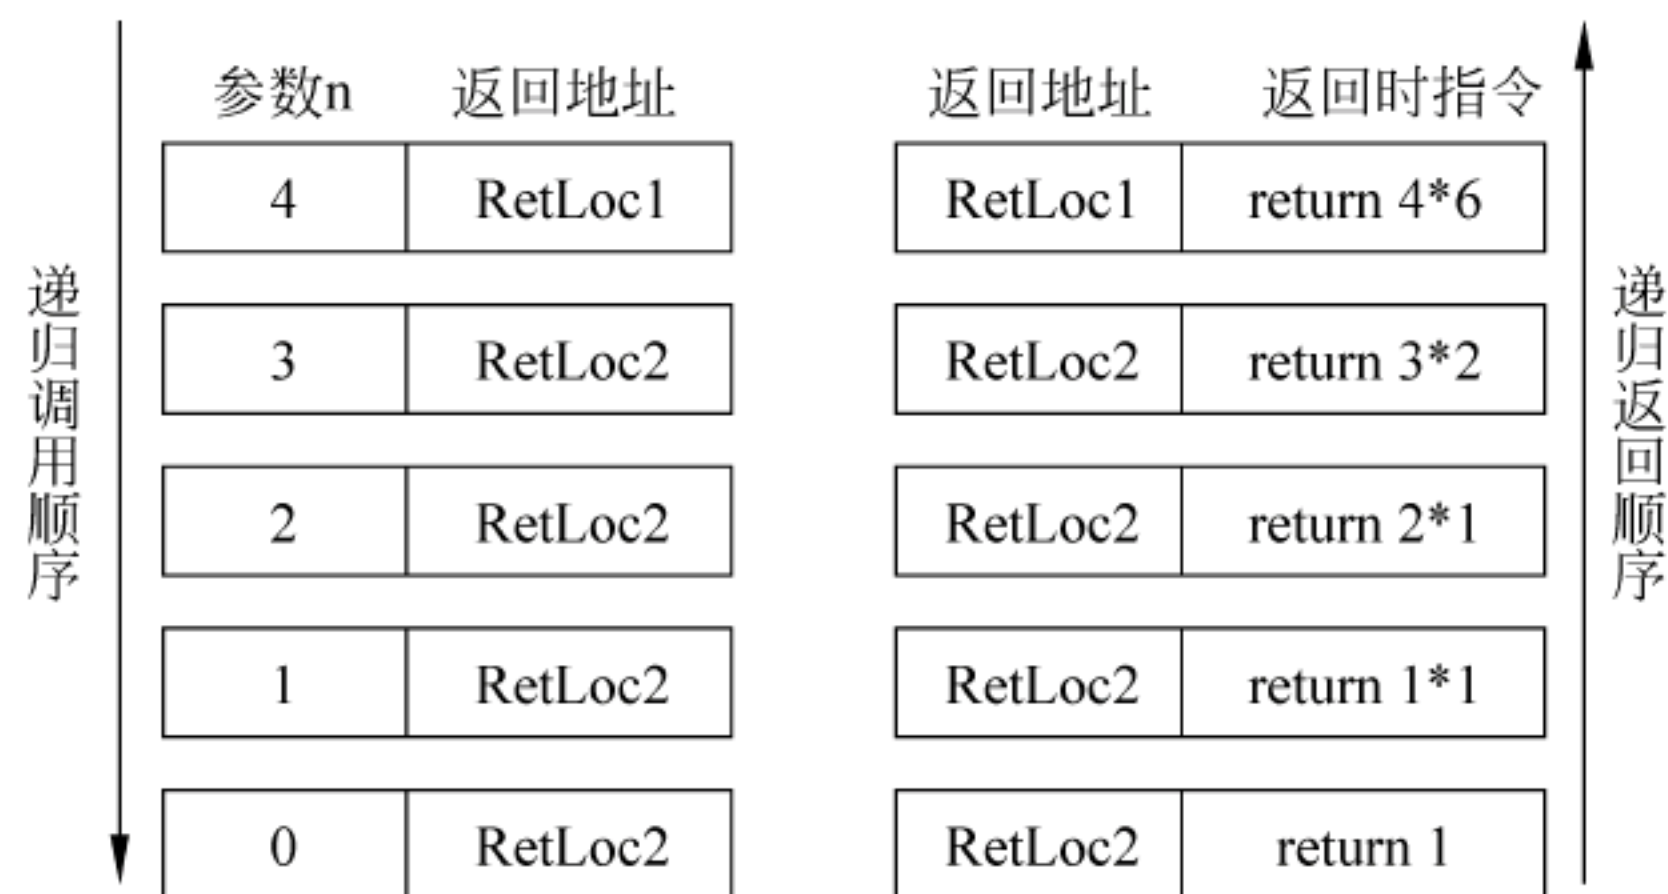 参数n 返回地址 返回地址 返回时指令
4 RetLoc1 RetLoc1 return 4*6
3 RetLoc2 RetLoc2 return 3*2
2 RetLoc2 RetLoc2 return 2*1
1 RetLoc2 RetLoc2 return 1*1
0 RetLoc2 RetLoc2 return 1
递归调用顺序
递归返回顺序